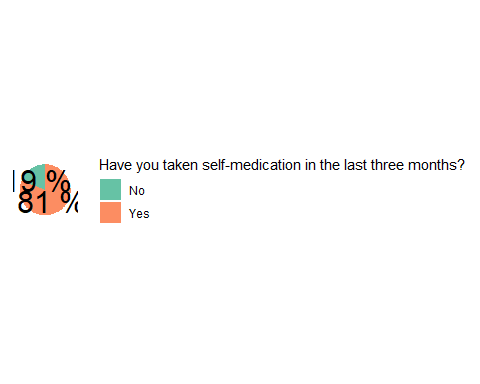 Have you taken self-medication in the last three months?
19 %
81 %
No
Yes